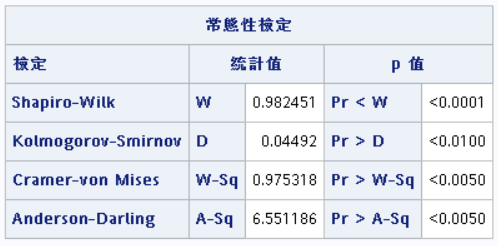 常態性檢定
檢定 統計值 p 值
Shapiro-Wilk W 0.982451 Pr < W <0.0001
Kolmogorov-Smirnov D 0.04492 Pr > D <0.0100
Cramer-von Mises W-Sq 0.975318 Pr > W-Sq <0.0050
Anderson-Darling A-Sq 6.551186 Pr > A-Sq <0.0050